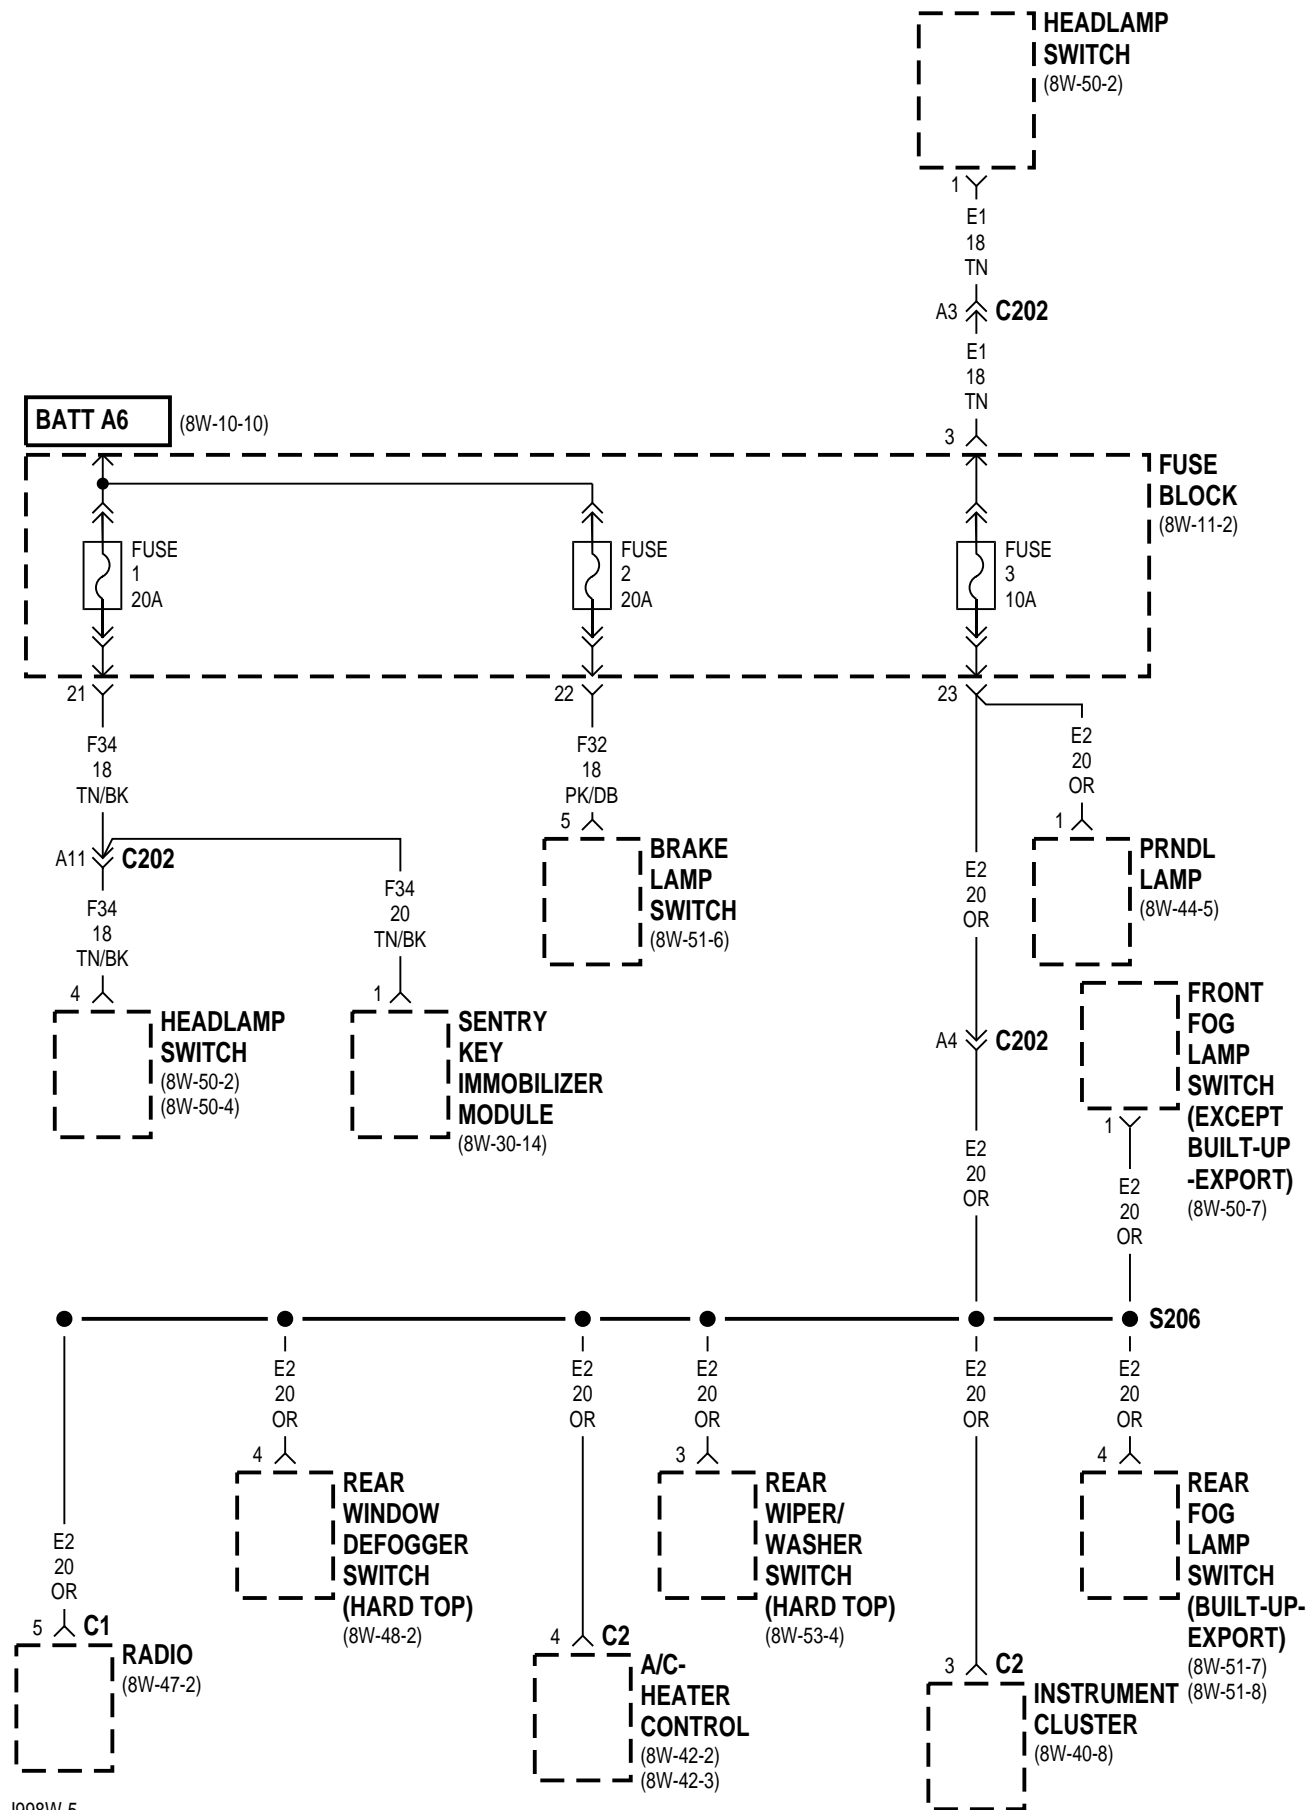 HEADLAMP
SWITCH
(8W-50-2)
1
E1
18
TN
A3
C202
E1
18
TN
3
BATT A6
(8W-10-10)
FUSE
BLOCK
(8W-11-2)
FUSE
1
20A
FUSE
2
20A
FUSE
3
10A
21
22
23
F34
18
TN/BK
F32
18
PK/DB
E2
20
OR
5
1
A11
C202
BRAKE
LAMP
SWITCH
(8W-51-6)
E2
20
OR
PRNDL
LAMP
(8W-44-5)
F34
18
TN/BK
F34
20
TN/BK
4
1
HEADLAMP
SWITCH
(8W-50-2)
(8W-50-4)
SENTRY
KEY
IMMOBILIZER
MODULE
(8W-30-14)
A4
C202
FRONT
FOG
LAMP
SWITCH
(EXCEPT
BUILT-UP
-EXPORT)
(8W-50-7)
1
E2
20
OR
E2
20
OR
S206
E2
20
OR
E2
20
OR
E2
20
OR
E2
20
OR
E2
20
OR
4
REAR
WINDOW
DEFOGGER
SWITCH
(HARD TOP)
(8W-48-2)
3
REAR
WIPER/
WASHER
SWITCH
(HARD TOP)
(8W-53-4)
4
REAR
FOG
LAMP
SWITCH
(BUILT-UP-
EXPORT)
(8W-51-7)
(8W-51-8)
E2
20
OR
5
C1
RADIO
(8W-47-2)
4
C2
A/C-
HEATER
CONTROL
(8W-42-2)
(8W-42-3)
3
C2
INSTRUMENT
CLUSTER
(8W-40-8)